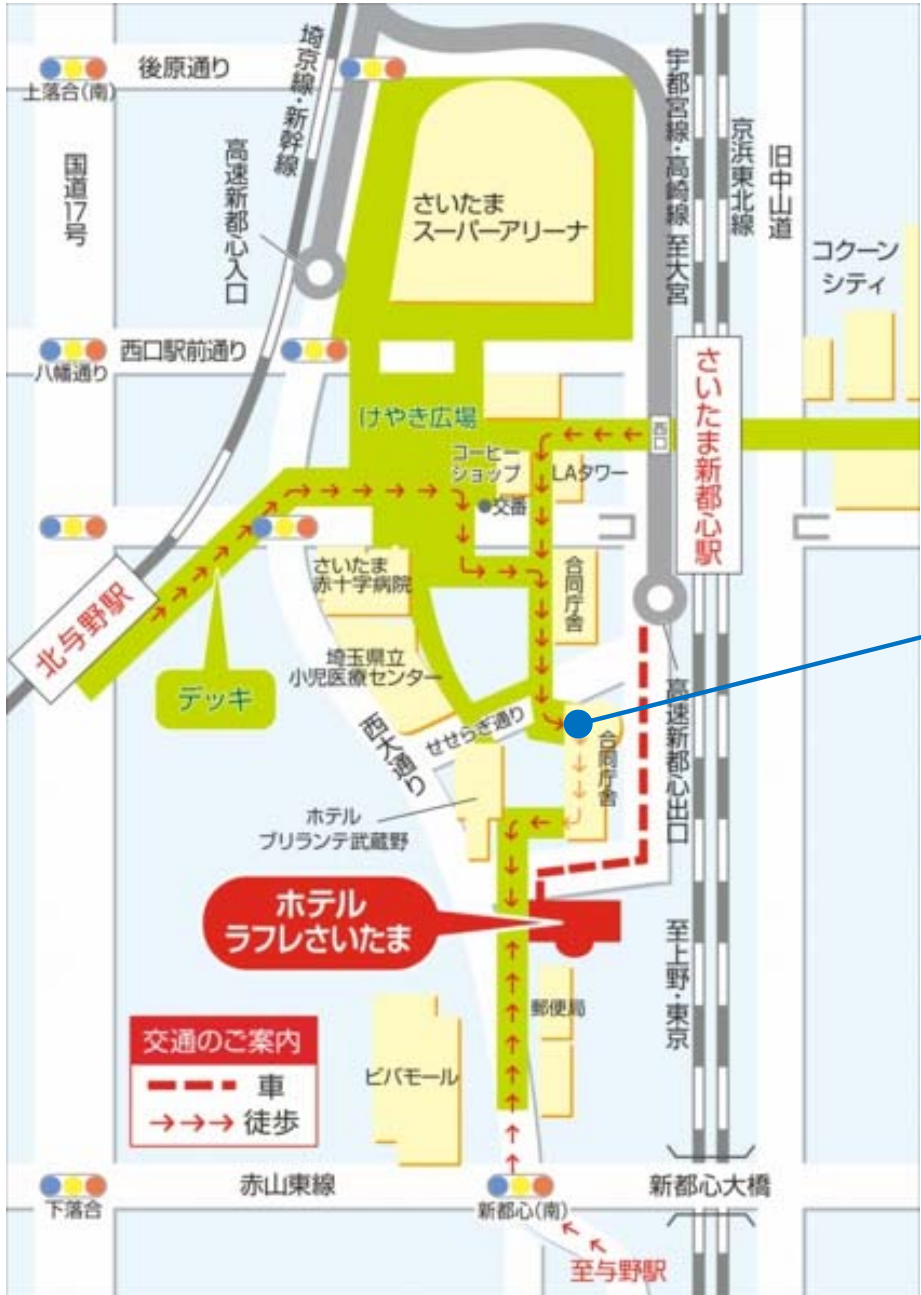 後原通り
上落合(南)
埼京線・新幹線
国道17号
高速新都心入口
さいたま
スーパーアリーナ
宇都宮線・高崎線 至大宮
京浜東北線
旧中山道
コクーン
シティ
西口駅前通り
八幡通り
けやき広場
さいたま新都心駅
西口
コーヒー
ショップ
LAタワー
交番
さいたま
赤十字病院
合同庁舎
北与野駅
デッキ
埼玉県立
小児医療センター
西大通り
せせらぎ通り
合同庁舎
高速新都心出口
ホテル
ブリランテ武蔵野
ホテル
ラフレさいたま
至上野・東京
郵便局
交通のご案内
車
徒歩
ビバモール
赤山東線
新都心大橋
下落合
新都心(南)
至与野駅